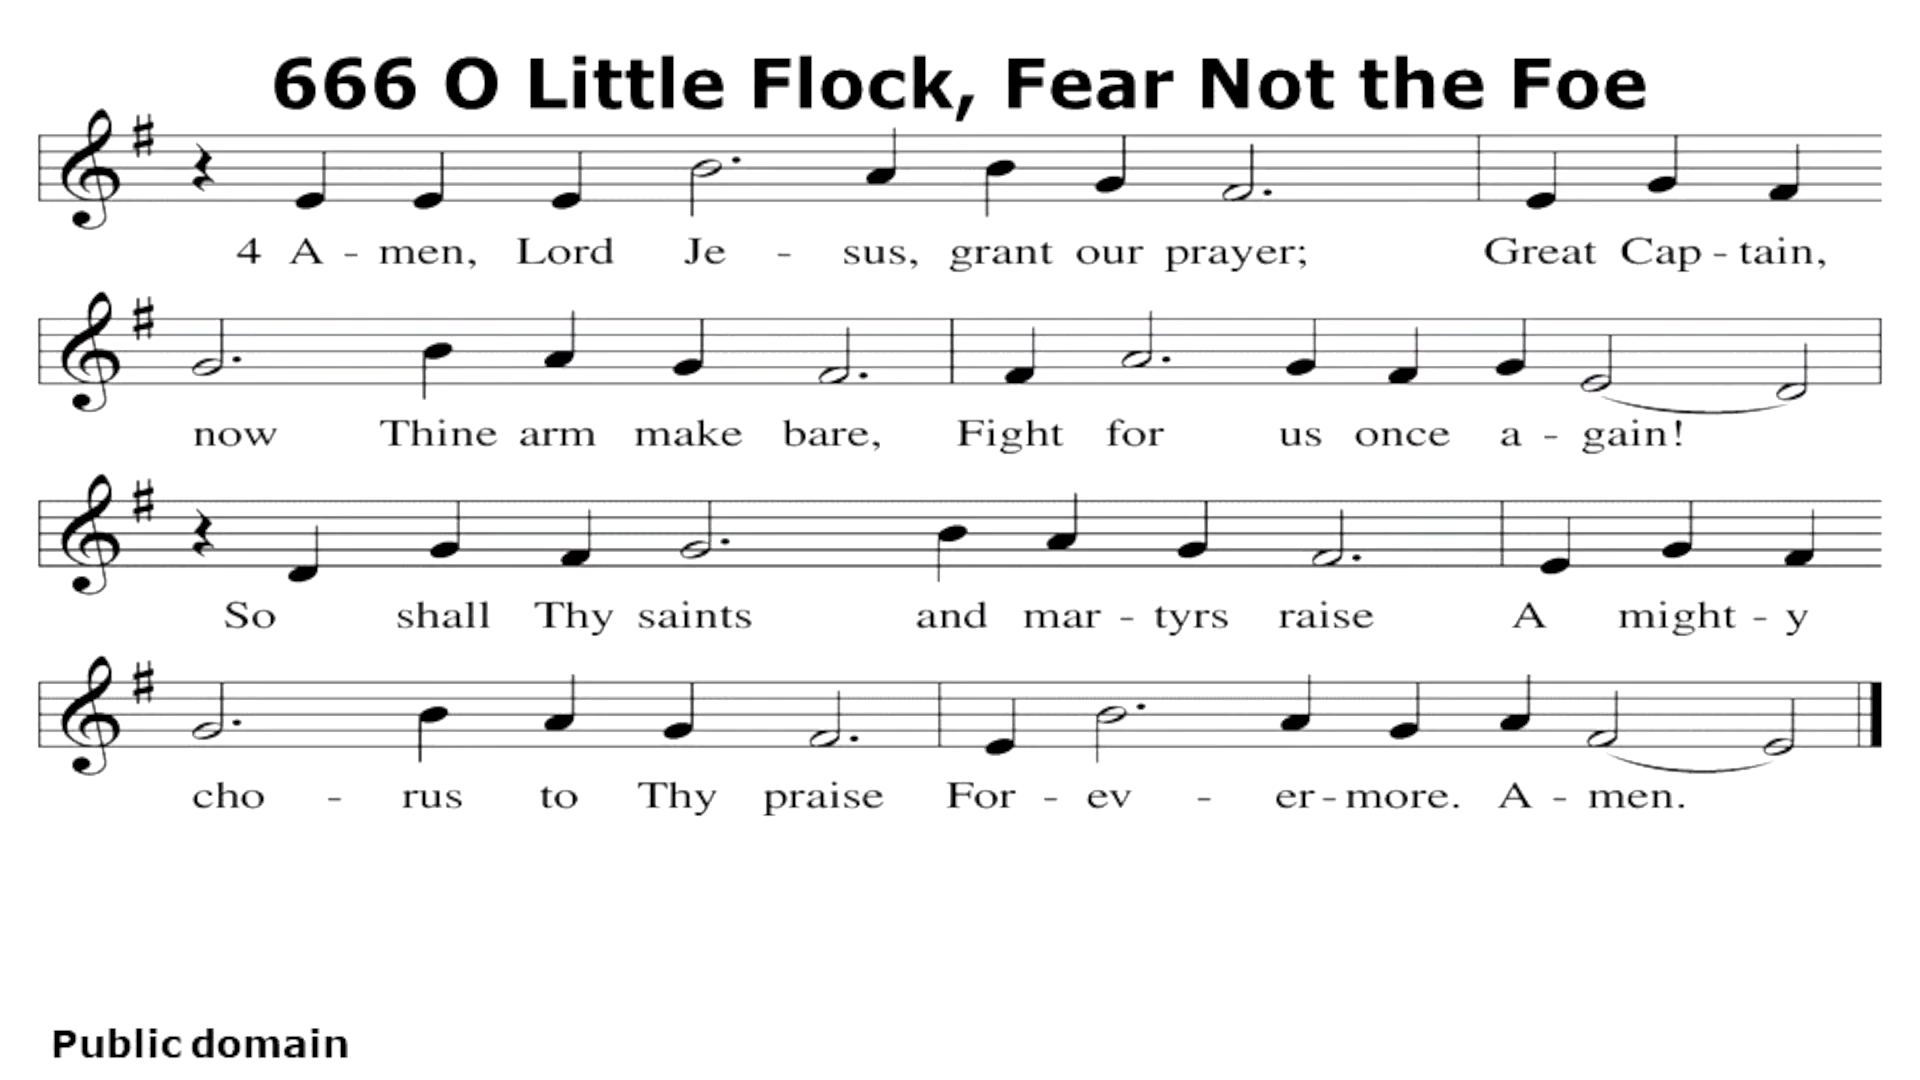 666 O Little Flock, Fear Not the Foe
4 A - men, Lord Je - sus, grant our prayer; Great Cap - tain,
now Thine arm make bare, Fight for us once a - gain!
So shall Thy saints and mar - tyrs raise A might - y
cho - rus to Thy praise For - ev - er - more. A - men.
Public domain